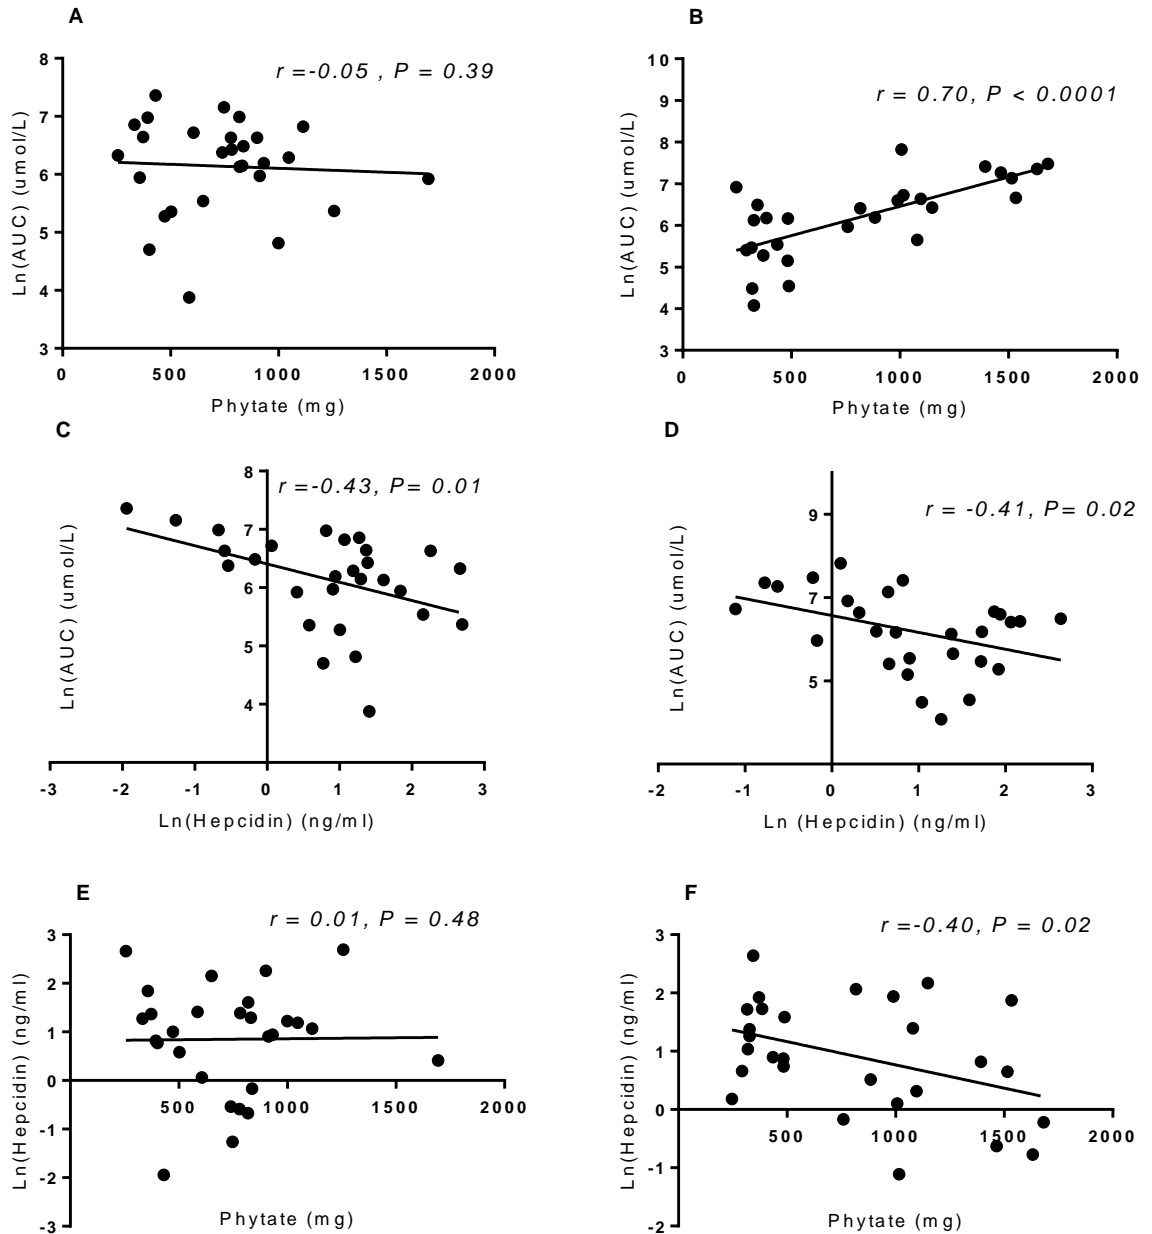 A
r =-0.05 , P = 0.39
Ln(AUC) (umol/L)
8
7
6
5
4
3
0 500 1000 1500 2000
Phytate (mg)
B
r = 0.70, P < 0.0001
Ln(AUC) (umol/L)
10
9
8
7
6
5
4
3
0 500 1000 1500 2000
Phytate (mg)
C
r =-0.43, P= 0.01
Ln(AUC) (umol/L)
8
7
6
5
4
-3 -2 -1 0 1 2 3
Ln(Hepcidin) (ng/ml)
D
r = -0.41, P= 0.02
Ln(AUC) (umol/L)
9
7
5
-2 -1 0 1 2 3
Ln (Hepcidin) (ng/ml)
E
r = 0.01, P = 0.48
Ln(Hepcidin) (ng/ml)
3
2
1
0
500 1000 1500 2000
-1
-2
-3
Phytate (mg)
F
r =-0.40, P = 0.02
Ln(Hepcidin) (ng/ml)
3
2
1
0
500 1000 1500 2000
-1
-2
Phytate (mg)